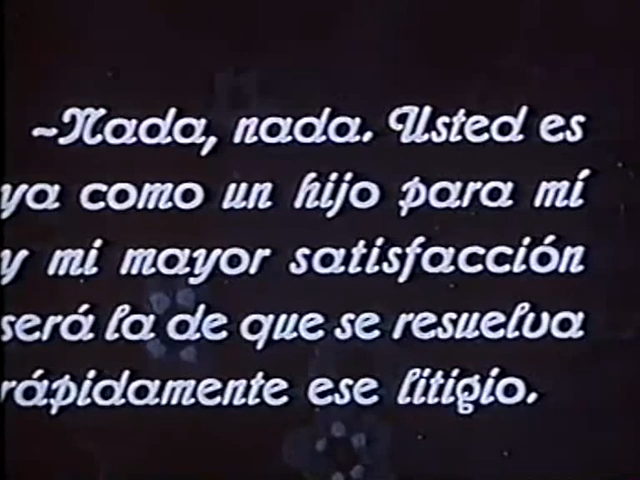 ~Nada, nada. Usted es
ya como un hijo para mí
y mi mayor satisfacción
será la de que se resuelva
rápidamente ese litigio.